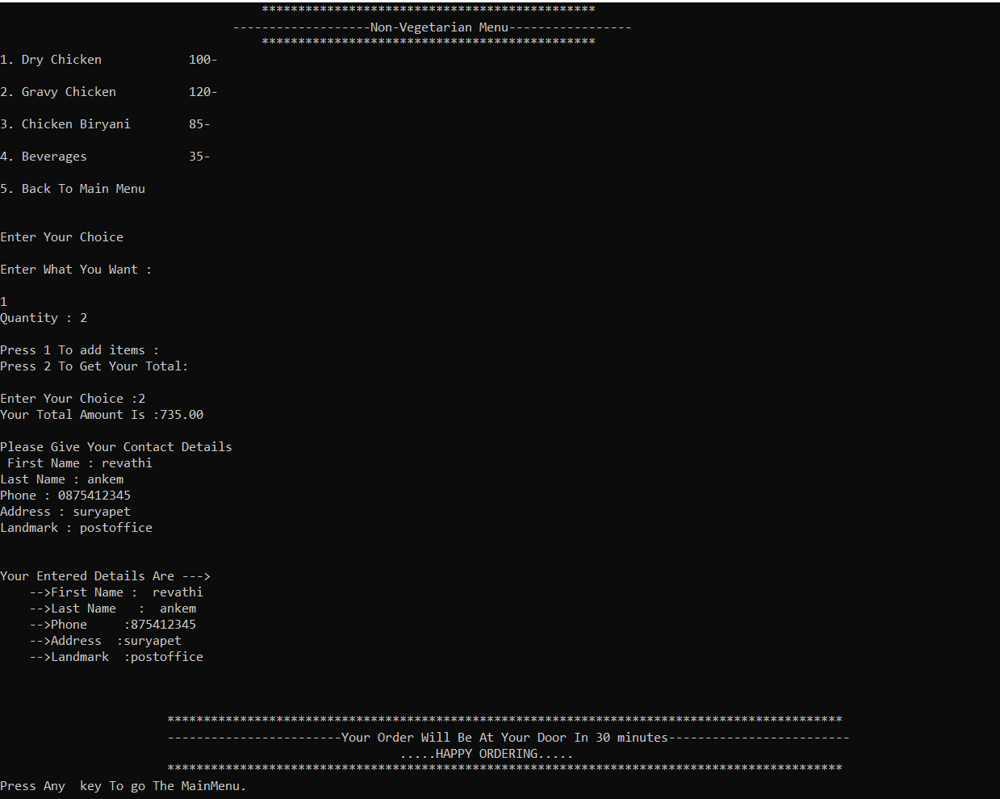 **********************************************
-------------------Non-Vegetarian Menu-----------------
**********************************************
1. Dry Chicken            100-
2. Gravy Chicken          120-
3. Chicken Biryani        85-
4. Beverages              35-
5. Back To Main Menu
Enter Your Choice
Enter What You Want :
1
Quantity : 2
Press 1 To add items :
Press 2 To Get Your Total:
Enter Your Choice :2
Your Total Amount Is :735.00
Please Give Your Contact Details
 First Name : revathi
Last Name : ankem
Phone : 0875412345
Address : suryapet
Landmark : postoffice
Your Entered Details Are --->
    -->First Name :  revathi
    -->Last Name   :  ankem
    -->Phone     :875412345
    -->Address  :suryapet
    -->Landmark  :postoffice
*********************************************************************************************
------------------------Your Order Will Be At Your Door In 30 minutes-------------------------
.....HAPPY ORDERING.....
*********************************************************************************************
Press Any  key To go The MainMenu.